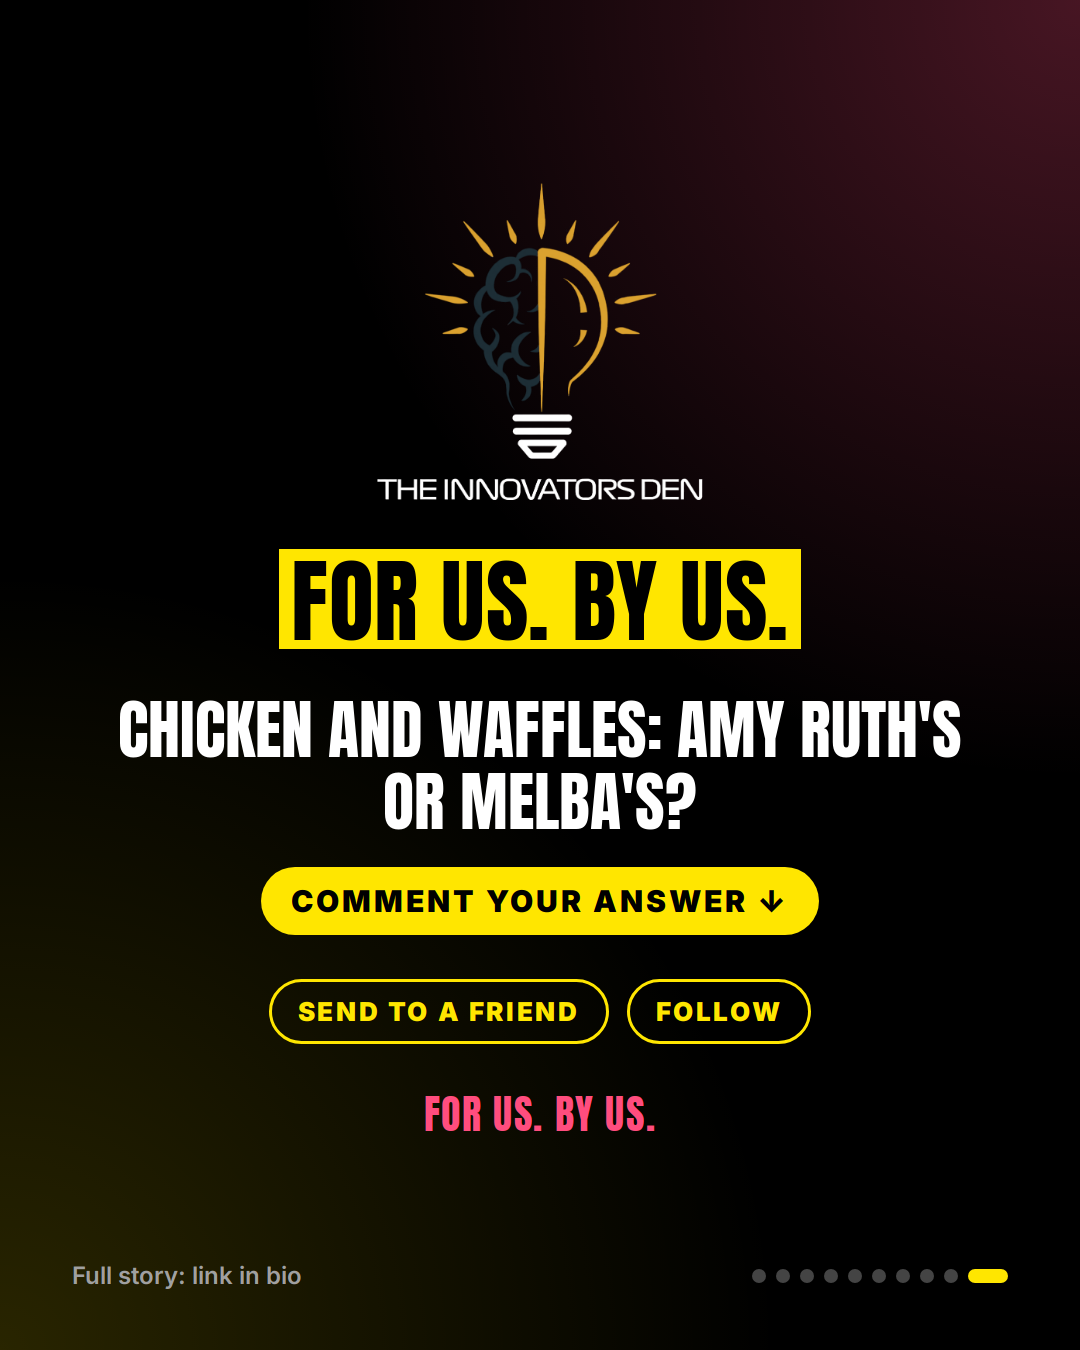 THE INNOVATORS DEN
FOR US. BY US.
CHICKEN AND WAFFLES: AMY RUTH'S
OR MELBA'S?
COMMENT YOUR ANSWER ↓
SEND TO A FRIEND
FOLLOW
FOR US. BY US.
Full story: link in bio